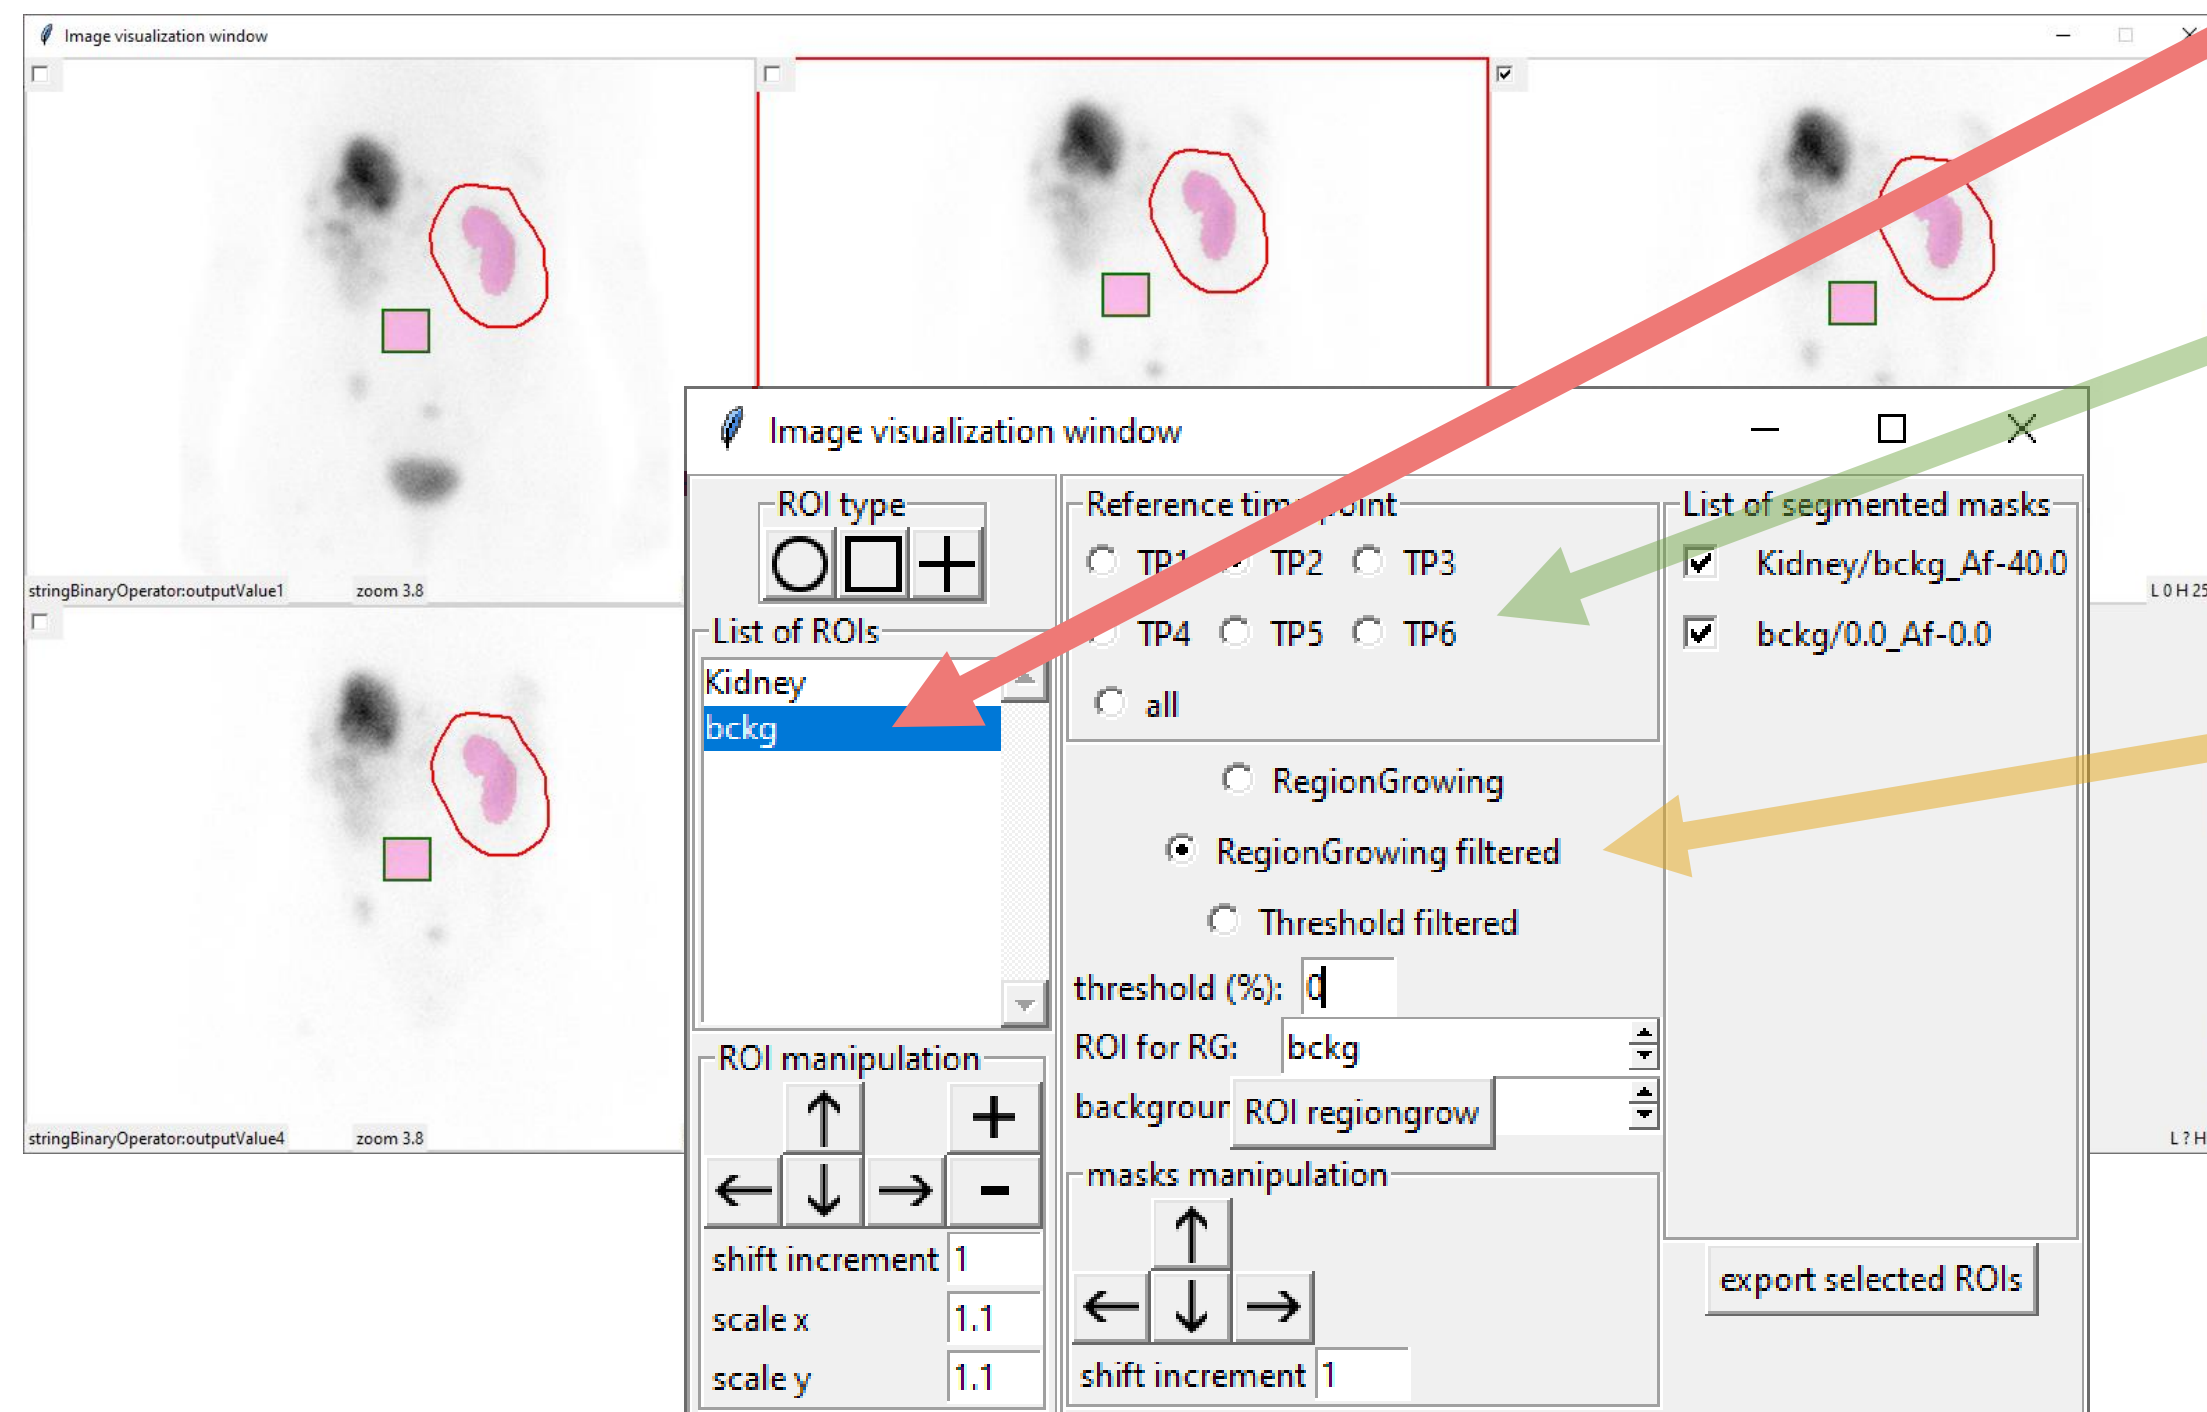 Image visualization window
stringBinaryOperator:outputValue1
zoom 3.8
L 0 H 25
stringBinaryOperator:outputValue4
zoom 3.8
L ? H
Image visualization window
ROI type
List of ROIs
Kidney
bckg
ROI manipulation
+
-
shift increment 1
scale x 1.1
scale y 1.1
Reference time point
TP1 TP2 TP3
TP4 TP5 TP6
all
RegionGrowing
RegionGrowing filtered
Threshold filtered
threshold (%): 0
ROI for RG: bckg
backgroun
ROI regiongrow
masks manipulation
shift increment 1
List of segmented masks
Kidney/bckg_Af-40.0
bckg/0.0_Af-0.0
export selected ROIs